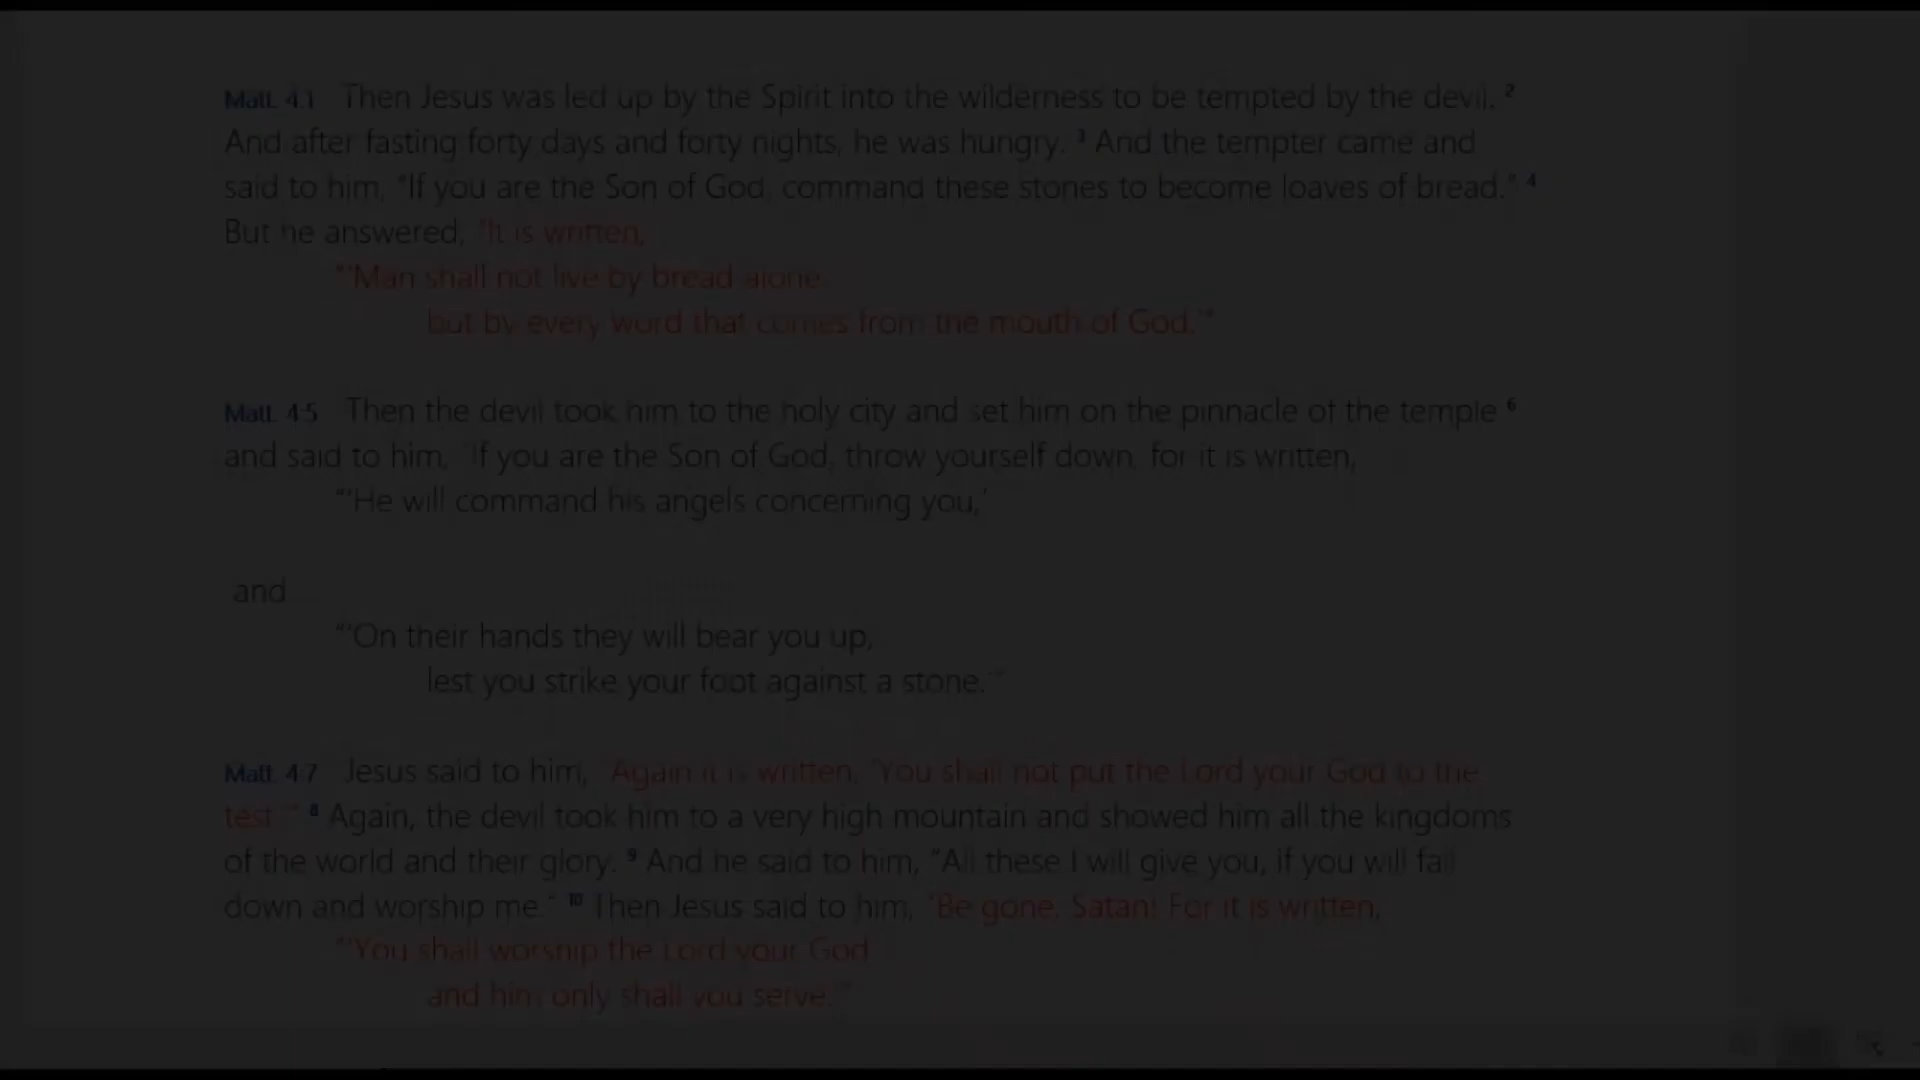 Matt. 4:1 Then Jesus was led up by the Spirit into the wilderness to be tempted by the devil. 2
And after fasting forty days and forty nights, he was hungry. 3 And the tempter came and
said to him, “If you are the Son of God, command these stones to become loaves of bread.” 4
But he answered, “It is written,
“‘Man shall not live by bread alone,
but by every word that comes from the mouth of God.’”
Matt. 4:5 Then the devil took him to the holy city and set him on the pinnacle of the temple 6
and said to him, “If you are the Son of God, throw yourself down, for it is written,
“‘He will command his angels concerning you,’
and
“‘On their hands they will bear you up,
lest you strike your foot against a stone.’”
Matt. 4:7 Jesus said to him, “Again it is written, ‘You shall not put the Lord your God to the
test.’” 8 Again, the devil took him to a very high mountain and showed him all the kingdoms
of the world and their glory. 9 And he said to him, “All these I will give you, if you will fall
down and worship me.” 10 Then Jesus said to him, “Be gone, Satan! For it is written,
“‘You shall worship the Lord your God
and him only shall you serve.’”